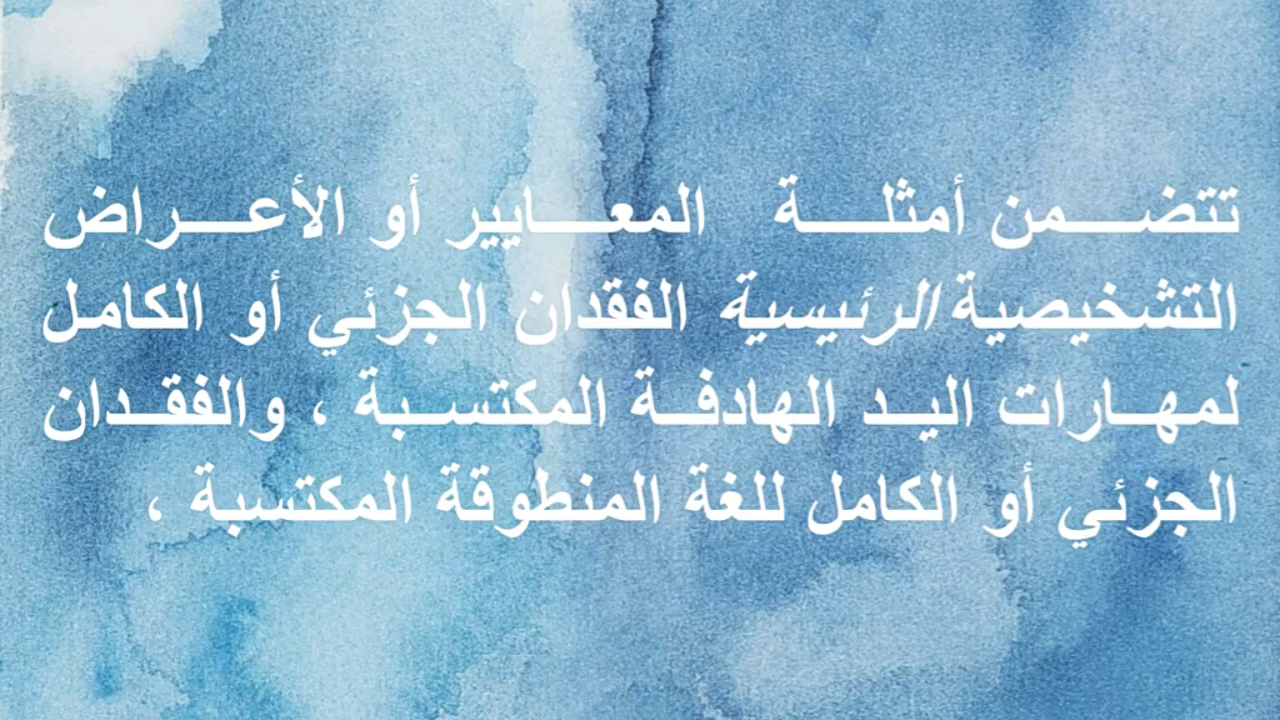 تتضمن أمثلة المعايير أو الأعراض
التشخيصية الرئيسية الفقدان الجزئي أو الكامل
لمهارات اليد الهادفة المكتسبة ، والفقدان
الجزئي أو الكامل للغة المنطوقة المكتسبة ،